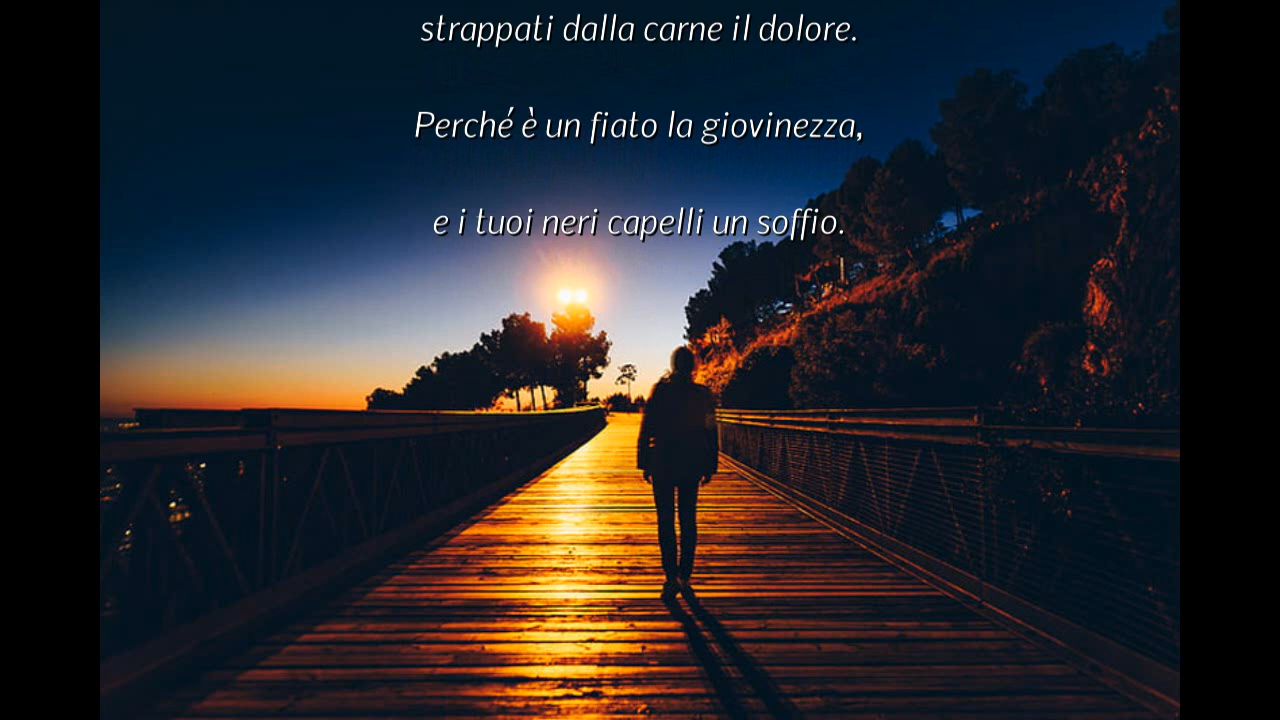 strappati dalla carne il dolore.
Perché è un fiato la giovinezza,
e i tuoi neri capelli un soffio.